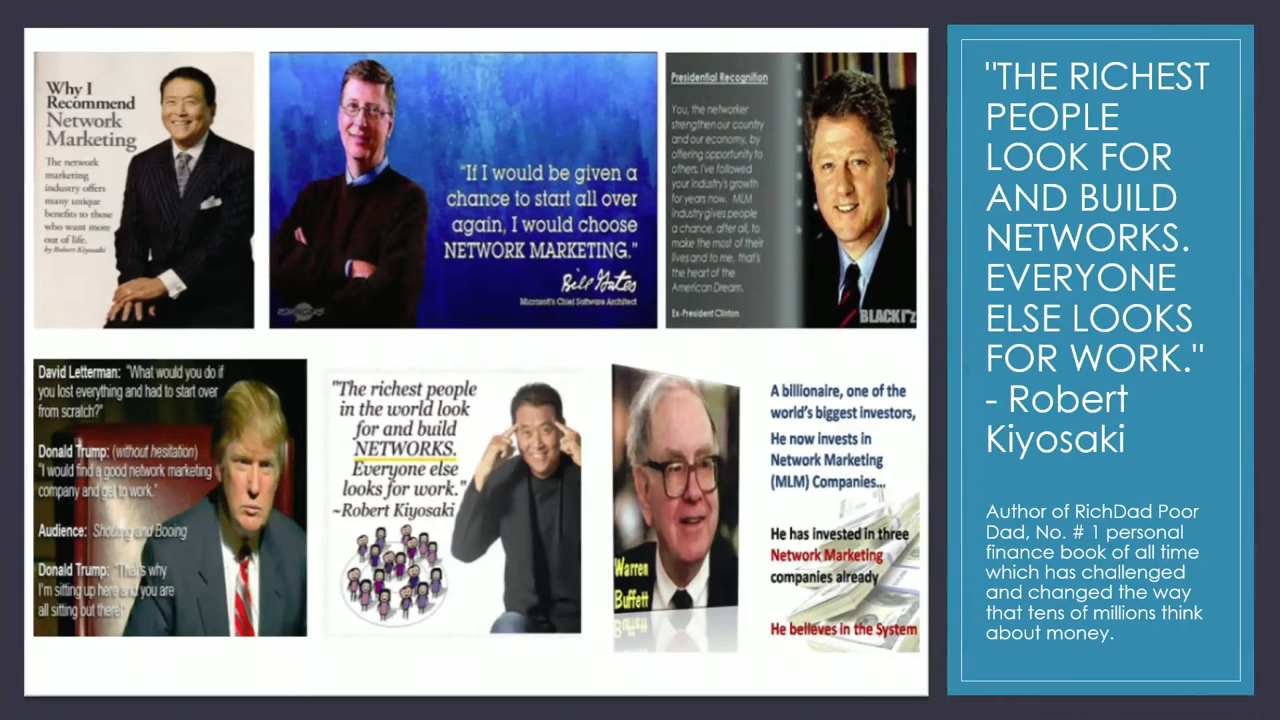 Why I
Recommend
Network
Marketing
The network
marketing
industry offers
many unique
benefits to those
who want more
out of life.
by Robert Kiyosaki
"If I would be given a
chance to start all over
again, I would choose
NETWORK MARKETING."
Bill Gates
Microsoft's Chief Software Architect
Presidential Recognition
You, the networker
strengthen our country
and our economy, by
offering opportunity to
others, I've followed
your industry's growth
for years now. MLM
industry gives people
a chance, after all, to
make the most of their
lives and to me, that's
the heart of the
American Dream.
Ex-President Clinton
BLACK I"z
David Letterman: "What would you do if
you lost everything and had to start over
from scratch?"
Donald Trump: (without hesitation)
"I would find a good network marketing
company and get to work."
Audience: Shouting and Booing
Donald Trump: "That's why
I'm sitting up here and you are
all sitting out there"
"The richest people
in the world look
for and build
NETWORKS.
Everyone else
looks for work."
~Robert Kiyosaki
Warren
Buffett
A billionaire, one of the
world's biggest investors,
He now invests in
Network Marketing
(MLM) Companies...
He has invested in three
Network Marketing
companies already
He believes in the System
"THE RICHEST
PEOPLE
LOOK FOR
AND BUILD
NETWORKS.
EVERYONE
ELSE LOOKS
FOR WORK."
- Robert
Kiyosaki
Author of RichDad Poor
Dad, No. # 1 personal
finance book of all time
which has challenged
and changed the way
that tens of millions think
about money.